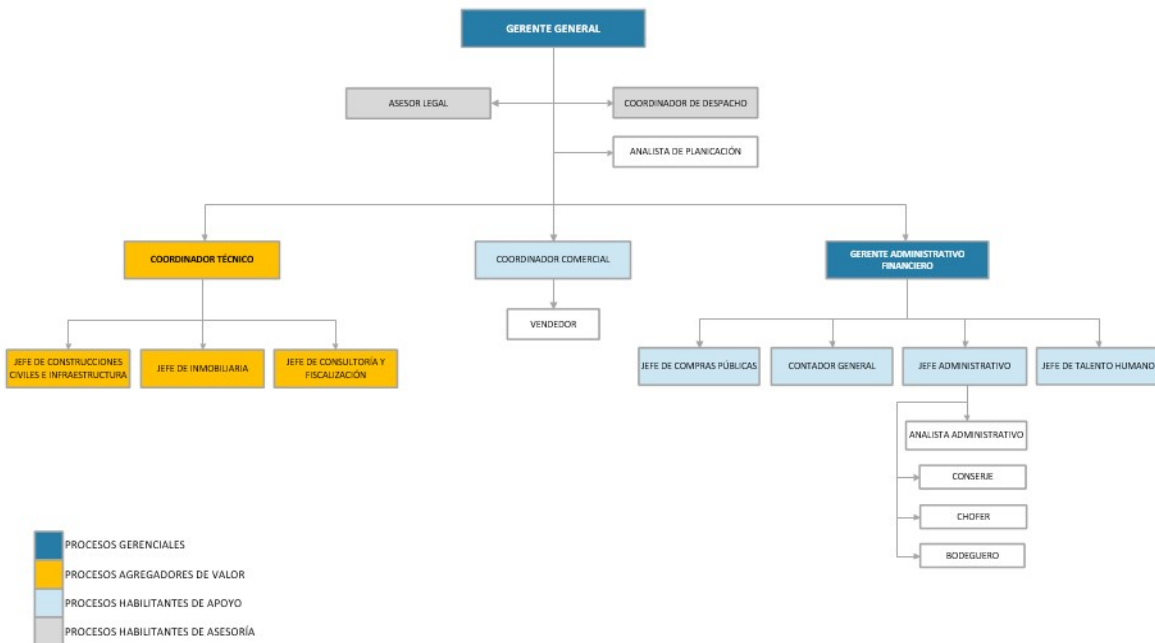 GERENTE GENERAL
ASESOR LEGAL
COORDINADOR DE DESPACHO
ANALISTA DE PLANICACIÓN
COORDINADOR TÉCNICO
COORDINADOR COMERCIAL
GERENTE ADMINISTRATIVO
FINANCIERO
VENDEDOR
JEFE DE CONSTRUCCIONES
CIVILES E INFRAESTRUCTURA
JEFE DE INMOBILIARIA
JEFE DE CONSULTORÍA Y
FISCALIZACIÓN
JEFE DE COMPRAS PÚBLICAS
CONTADOR GENERAL
JEFE ADMINISTRATIVO
JEFE DE TALENTO HUMANO
ANALISTA ADMINISTRATIVO
CONSERJE
CHOFER
BODEGUERO
PROCESOS GERENCIALES
PROCESOS AGREGADORES DE VALOR
PROCESOS HABILITANTES DE APOYO
PROCESOS HABILITANTES DE ASESORÍA